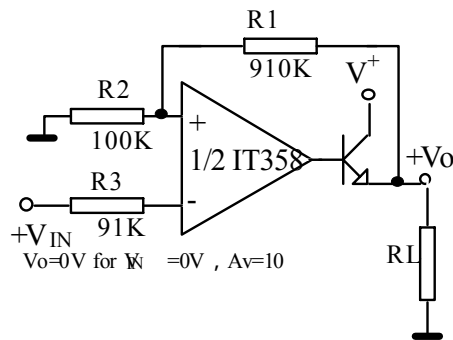 R1
910K
V+
R2
100K
+
1/2 IT358
+Vo
R3
-
91K
+VIN
RL
Vo=0V for VIN =0V , Av=10